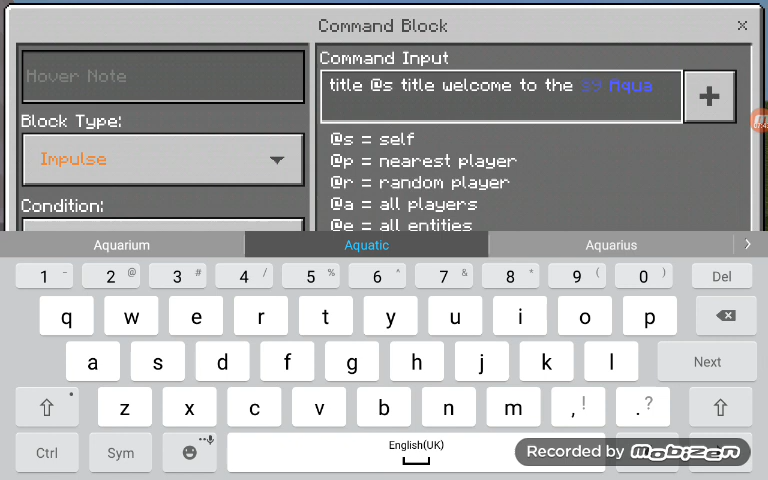 Command Block ×
Hover Note
Block Type:
Impulse
Condition:
Command Input
title @s title welcome to the §9 Aqua
+
@s = self
@p = nearest player
@r = random player
@a = all players
@e = all entities
Aquarium Aquatic Aquarius >
1 - 2 @ 3 # 4 / 5 % 6 ^ 7 & 8 * 9 ( 0 ) Del
q w e r t y u i o p
a s d f g h j k l Next
z x c v b n m , ! . ?
Ctrl Sym English(UK)
Recorded by mobizen